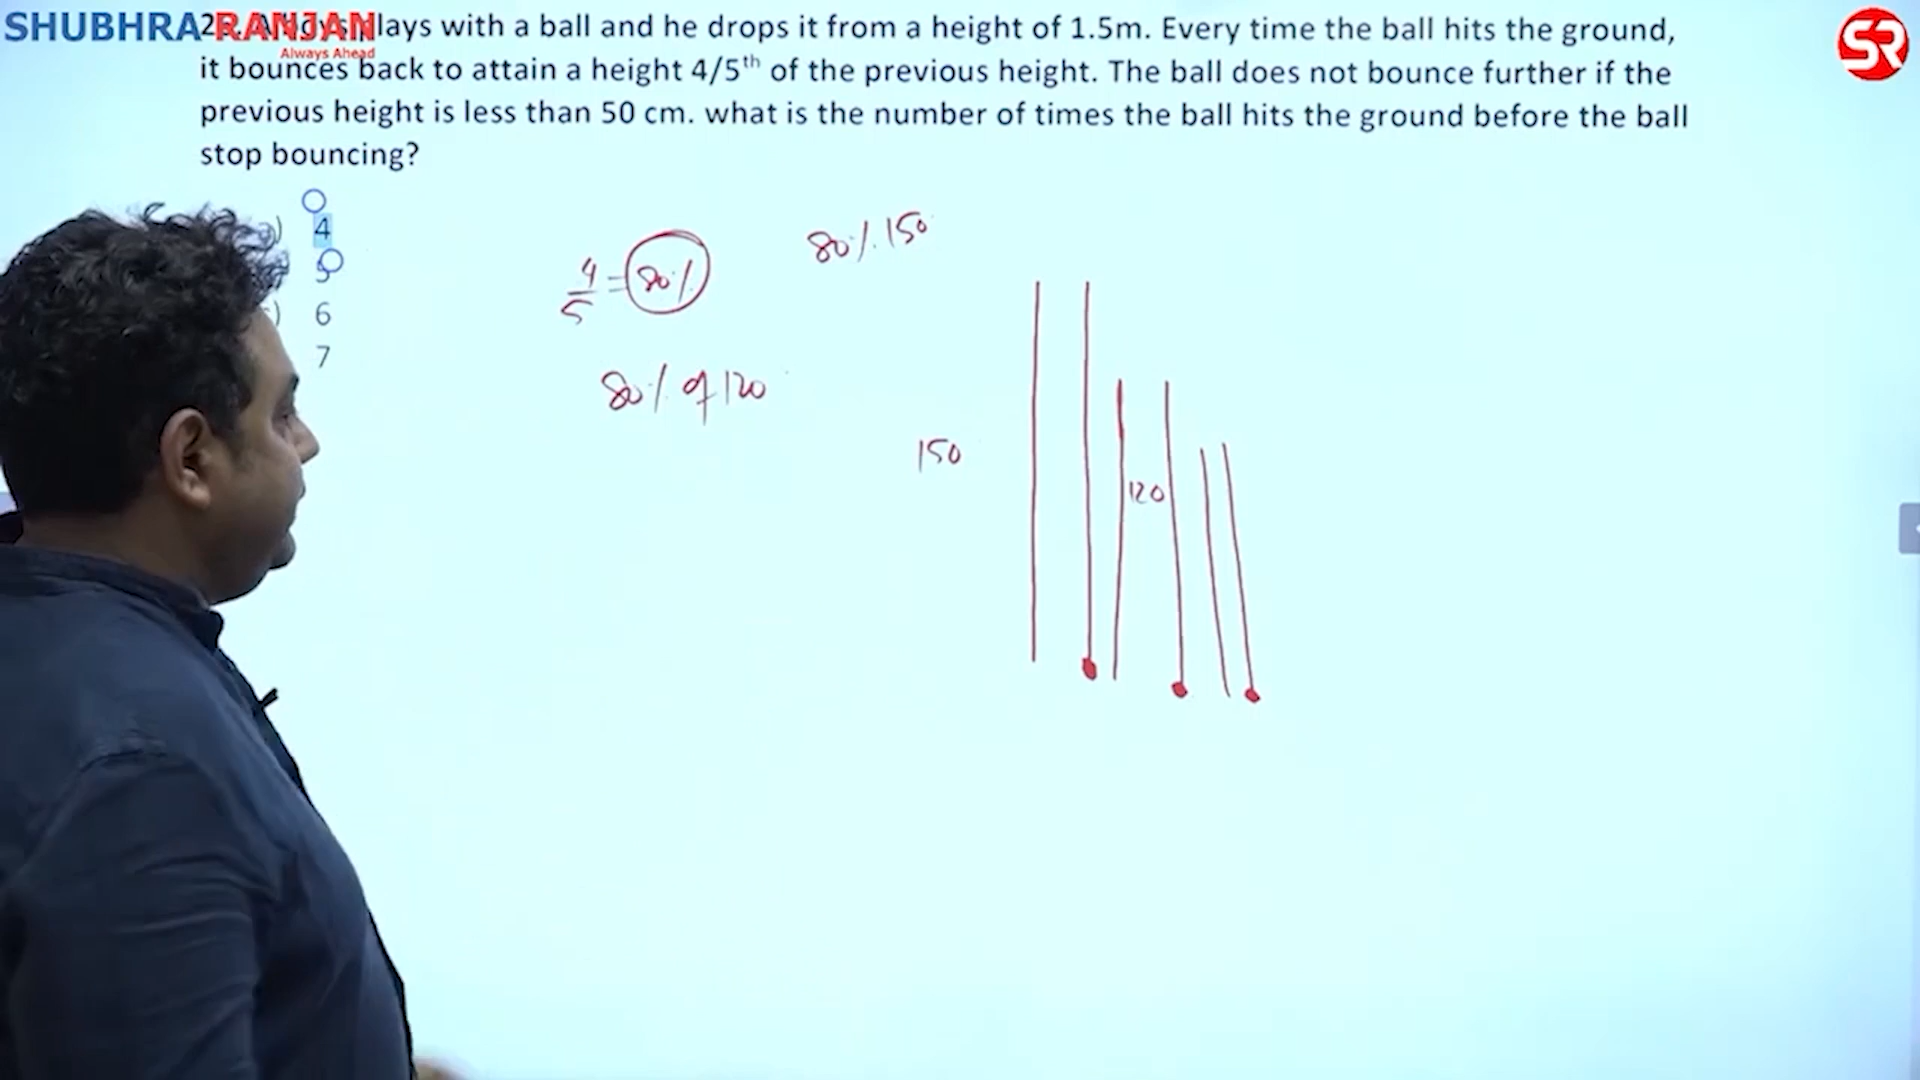 SHUBHRA RANJAN
Always Ahead
SR
lays with a ball and he drops it from a height of 1.5m. Every time the ball hits the ground,
it bounces back to attain a height 4/5th of the previous height. The ball does not bounce further if the
previous height is less than 50 cm. what is the number of times the ball hits the ground before the ball
stop bouncing?
4
5
6
7
4/5 = 80%
80% 150
80% of 120
150
120